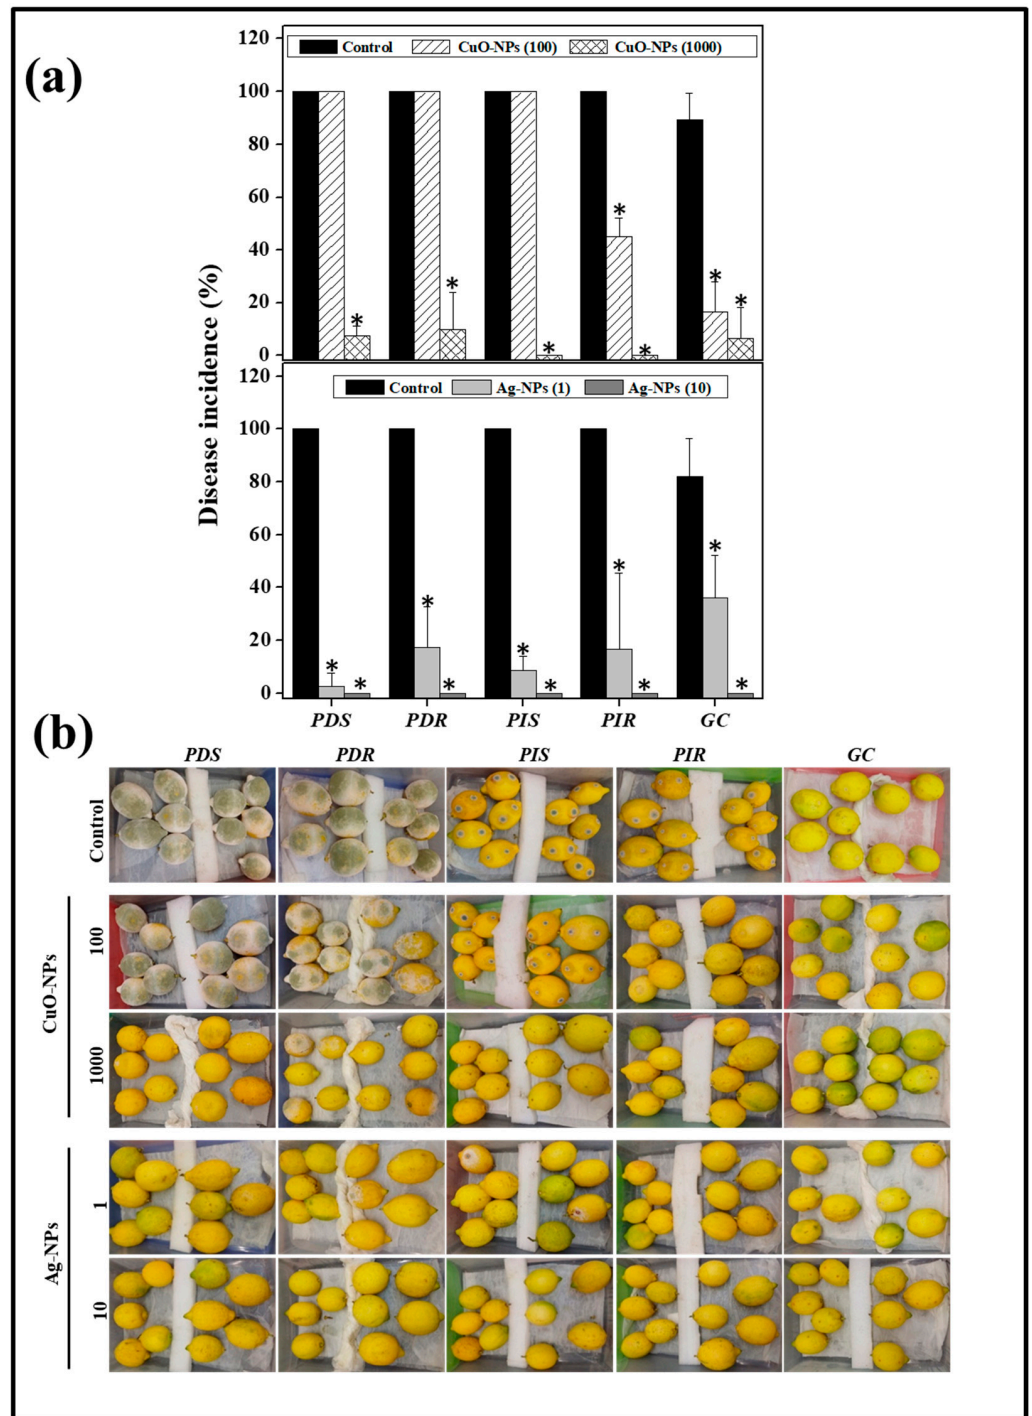 (a)
120
100
80
60
40
20
0
Control CuO-NPs (100) CuO-NPs (1000)
* * * * * * *
Disease incidence (%)
120
100
80
60
40
20
0
Control Ag-NPs (1) Ag-NPs (10)
* * * * * * * * * *
PDS PDR PIS PIR GC
(b)
PDS PDR PIS PIR GC
Control
CuO-NPs
100
1000
Ag-NPs
1
10